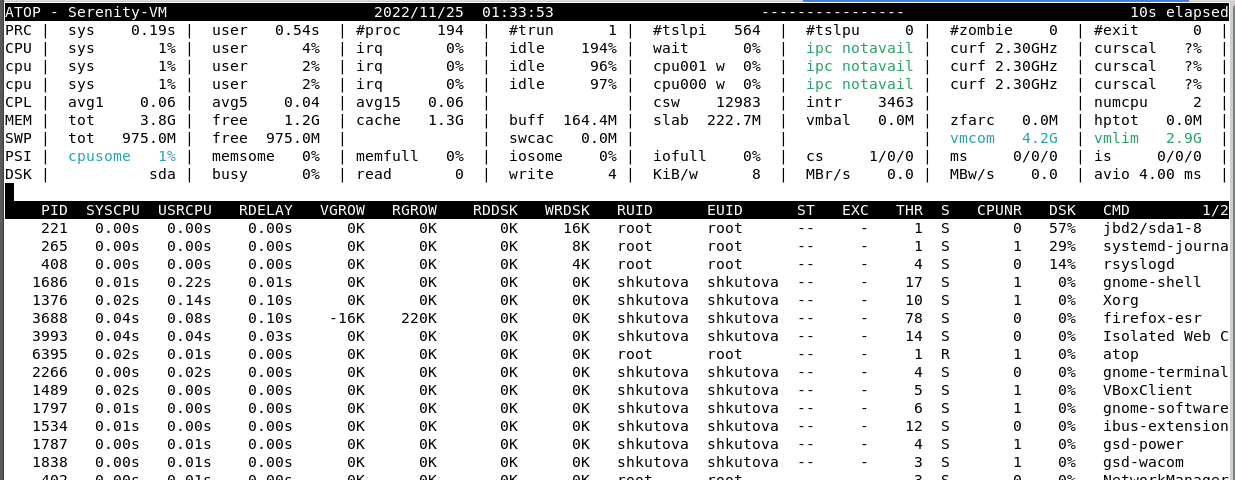 ATOP - Serenity-VM 2022/11/25 01:33:53 ---------------- 10s elapsed
PRC | sys 0.19s | user 0.54s | #proc 194 | #trun 1 | #tslpi 564 | #tslpu 0 | #zombie 0 | #exit 0 |
CPU | sys 1% | user 4% | irq 0% | idle 194% | wait 0% | ipc notavail | curf 2.30GHz | curscal ?% |
cpu | sys 1% | user 2% | irq 0% | idle 96% | cpu001 w 0% | ipc notavail | curf 2.30GHz | curscal ?% |
cpu | sys 1% | user 2% | irq 0% | idle 97% | cpu000 w 0% | ipc notavail | curf 2.30GHz | curscal ?% |
CPL | avg1 0.06 | avg5 0.04 | avg15 0.06 | | csw 12983 | intr 3463 | | numcpu 2 |
MEM | tot 3.8G | free 1.2G | cache 1.3G | buff 164.4M | slab 222.7M | vmbal 0.0M | zfarc 0.0M | hptot 0.0M |
SWP | tot 975.0M | free 975.0M | | swcac 0.0M | | | vmcom 4.2G | vmlim 2.9G |
PSI | cpusome 1% | memsome 0% | memfull 0% | iosome 0% | iofull 0% | cs 1/0/0 | ms 0/0/0 | is 0/0/0 |
DSK | sda | busy 0% | read 0 | write 4 | KiB/w 8 | MBr/s 0.0 | MBw/s 0.0 | avio 4.00 ms |
PID SYSCPU USRCPU RDELAY VGROW RGROW RDDSK WRDSK RUID EUID ST EXC THR S CPUNR DSK CMD 1/2
221 0.00s 0.00s 0.00s 0K 0K 0K 16K root root -- - 1 S 0 57% jbd2/sda1-8
265 0.00s 0.00s 0.00s 0K 0K 0K 8K root root -- - 1 S 1 29% systemd-journa
408 0.00s 0.00s 0.00s 0K 0K 0K 4K root root -- - 4 S 0 14% rsyslogd
1686 0.01s 0.22s 0.01s 0K 0K 0K 0K shkutova shkutova -- - 17 S 1 0% gnome-shell
1376 0.02s 0.14s 0.10s 0K 0K 0K 0K shkutova shkutova -- - 10 S 1 0% Xorg
3688 0.04s 0.08s 0.10s -16K 220K 0K 0K shkutova shkutova -- - 78 S 0 0% firefox-esr
3993 0.04s 0.04s 0.03s 0K 0K 0K 0K shkutova shkutova -- - 14 S 0 0% Isolated Web C
6395 0.02s 0.01s 0.00s 0K 0K 0K 0K root root -- - 1 R 1 0% atop
2266 0.00s 0.02s 0.00s 0K 0K 0K 0K shkutova shkutova -- - 4 S 0 0% gnome-terminal
1489 0.02s 0.00s 0.00s 0K 0K 0K 0K shkutova shkutova -- - 5 S 1 0% VBoxClient
1797 0.01s 0.00s 0.00s 0K 0K 0K 0K shkutova shkutova -- - 6 S 1 0% gnome-software
1534 0.01s 0.00s 0.00s 0K 0K 0K 0K shkutova shkutova -- - 12 S 0 0% ibus-extension
1787 0.00s 0.01s 0.00s 0K 0K 0K 0K shkutova shkutova -- - 4 S 1 0% gsd-power
1838 0.00s 0.01s 0.00s 0K 0K 0K 0K shkutova shkutova -- - 3 S 1 0% gsd-wacom
402 0.00s 0.01s 0.00s 0K 0K 0K 0K root root -- - 3 S 0 0% NetworkManager